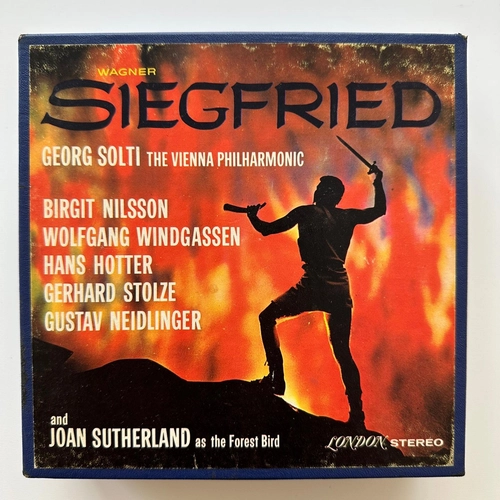 WAGNER
SIEGFRIED
GEORG SOLTI THE VIENNA PHILHARMONIC
BIRGIT NILSSON
WOLFGANG WINDGASSEN
HANS HOTTER
GERHARD STOLZE
GUSTAV NEIDLINGER
and
JOAN SUTHERLAND as the Forest Bird
LONDON STEREO